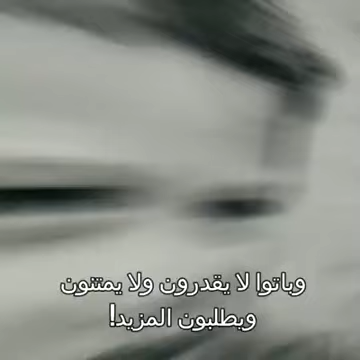 وباتوا لا يقدرون ولا يمتنون
ويطلبون المزيد!